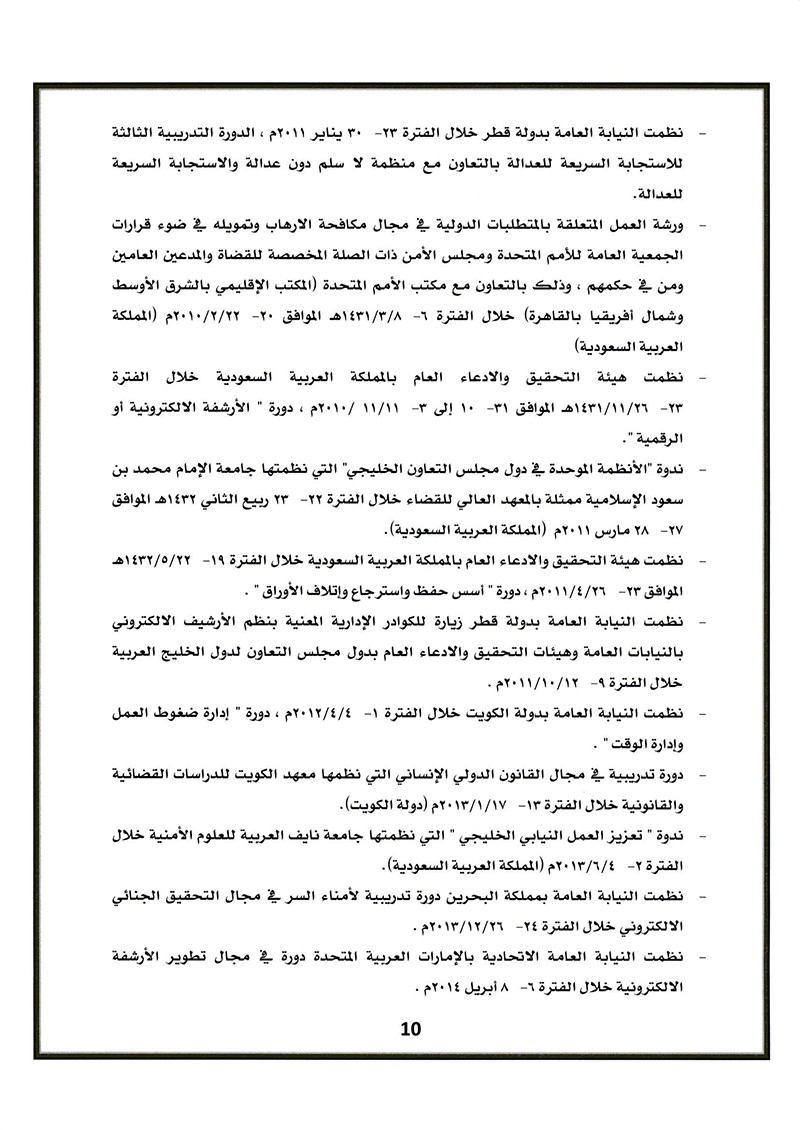 - نظمت النيابة العامة بدولة قطر خلال الفترة ٢٣- ٣٠ يناير ٢٠١١م ، الدورة التدريبية الثالثة
للاستجابة السريعة للعدالة بالتعاون مع منظمة لا سلم دون عدالة والاستجابة السريعة
للعدالة.
- ورشة العمل المتعلقة بالمتطلبات الدولية في مجال مكافحة الارهاب وتمويله في ضوء قرارات
الجمعية العامة للأمم المتحدة ومجلس الأمن ذات الصلة المخصصة للقضاة والمدعين العامين
ومن في حكمهم ، وذلك بالتعاون مع مكتب الأمم المتحدة (المكتب الإقليمي بالشرق الأوسط
وشمال أفريقيا بالقاهرة) خلال الفترة ٦- ١٤٣١/٣/٨هـ الموافق ٢٠- ٢٠١٠/٢/٢٢م (المملكة
العربية السعودية)
- نظمت هيئة التحقيق والادعاء العام بالمملكة العربية السعودية خلال الفترة
٢٣- ١٤٣١/١١/٢٦هـ الموافق ٣١- ١٠ إلى ٣- ١١/١١ /٢٠١٠م ، دورة " الأرشفة الالكترونية أو
الرقمية ".
- ندوة "الأنظمة الموحدة في دول مجلس التعاون الخليجي" التي نظمتها جامعة الإمام محمد بن
سعود الإسلامية ممثلة بالمعهد العالي للقضاء خلال الفترة ٢٢- ٢٣ ربيع الثاني ١٤٣٢هـ الموافق
٢٧- ٢٨ مارس ٢٠١١م (المملكة العربية السعودية).
- نظمت هيئة التحقيق والادعاء العام بالمملكة العربية السعودية خلال الفترة ١٩- ١٤٣٢/٥/٢٢هـ
الموافق ٢٣- ٢٠١١/٤/٢٦م ، دورة " أسس حفظ واسترجاع وإتلاف الأوراق " .
- نظمت النيابة العامة بدولة قطر زيارة للكوادر الإدارية المعنية بنظم الأرشيف الالكتروني
بالنيابات العامة وهيئات التحقيق والادعاء العام بدول مجلس التعاون لدول الخليج العربية
خلال الفترة ٩- ٢٠١١/١٠/١٢م .
- نظمت النيابة العامة بدولة الكويت خلال الفترة ١- ٢٠١٢/٤/٤م ، دورة " إدارة ضغوط العمل
وإدارة الوقت " .
- دورة تدريبية في مجال القانون الدولي الإنساني التي نظمها معهد الكويت للدراسات القضائية
والقانونية خلال الفترة ١٣- ٢٠١٣/١/١٧م (دولة الكويت).
- ندوة " تعزيز العمل النيابي الخليجي " التي نظمتها جامعة نايف العربية للعلوم الأمنية خلال
الفترة ٢- ٢٠١٣/٦/٤م (المملكة العربية السعودية).
- نظمت النيابة العامة بمملكة البحرين دورة تدريبية لأمناء السر في مجال التحقيق الجنائي
الالكتروني خلال الفترة ٢٤- ٢٠١٣/١٢/٢٦م .
- نظمت النيابة العامة الاتحادية بالإمارات العربية المتحدة دورة في مجال تطوير الأرشفة
الالكترونية خلال الفترة ٦- ٨ أبريل ٢٠١٤م .
10